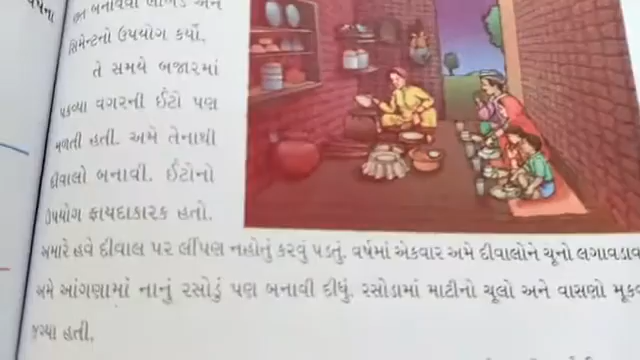 છત બનાવવા લોખંડ અને
સિમેન્ટનો ઉપયોગ કર્યો.
તે સમયે બજારમાં
પકવ્યા વગરની ઈંટો પણ
મળતી હતી. અમે તેનાથી
દીવાલો બનાવી. ઈંટોનો
ઉપયોગ ફાયદાકારક હતો.
અમારે હવે દીવાલ પર લીંપણ નહોતું કરવું પડતું. વર્ષમાં એકવાર અમે દીવાલોને ચૂનો
અમે આંગણામાં નાનું રસોડું પણ બનાવી દીધું. રસોડામાં માટીનો ચૂલો અને વાસણો
જગ્યા હતી.